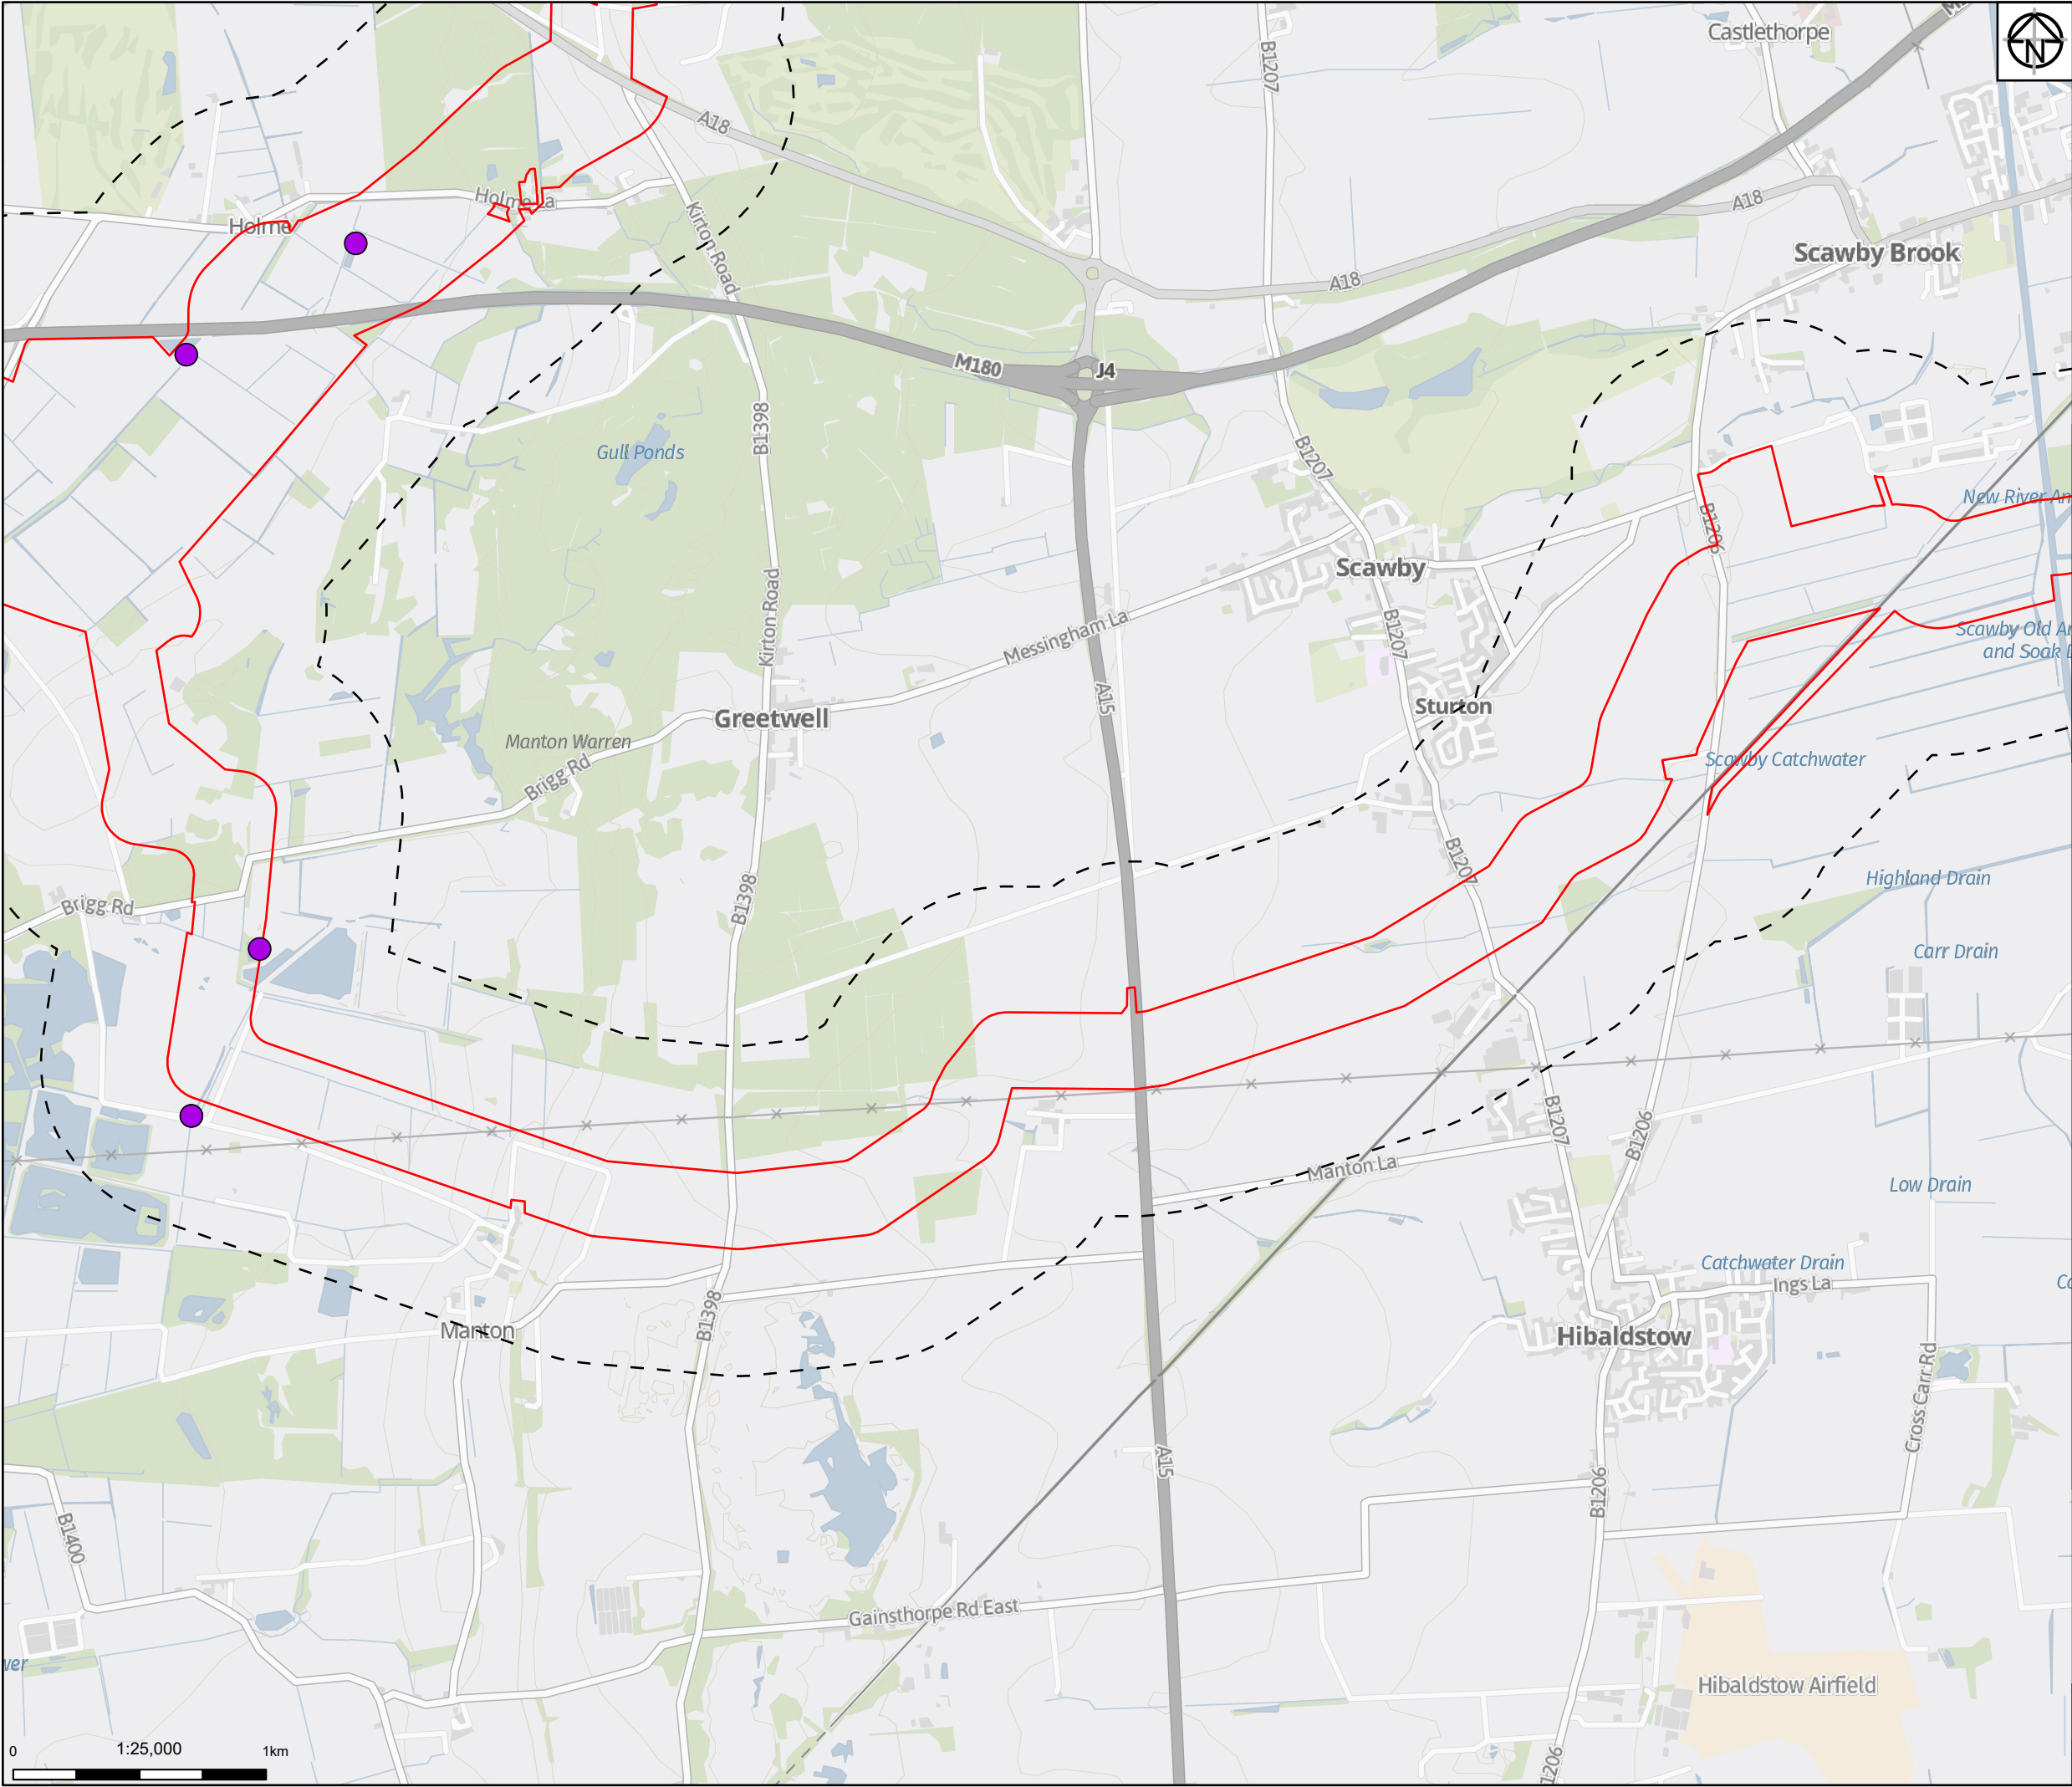 Castlethorpe
N
B1207
A18
Holme La
Holme
Kirton Road
A18
A18
Scawby Brook
M180
J4
B1398
Gull Ponds
B1207
B1206
Scawby
Kirton Road
Messingham La
B1207
Scawby Old
and Soak
A15
Sturton
Greetwell
Manton Warren
Brigg Rd
Scawby Catchwater
B1207
Highland Drain
B1398
Brigg Rd
Carr Drain
B1207
B1206
Manton La
Low Drain
Catchwater Drain
Ings La
B1398
Manton
Hibaldstow
Cross Carr Rd
A15
B1206
B1400
Gainsthorpe Rd East
Hibaldstow Airfield
New River
1206
0
1:25,000
1km